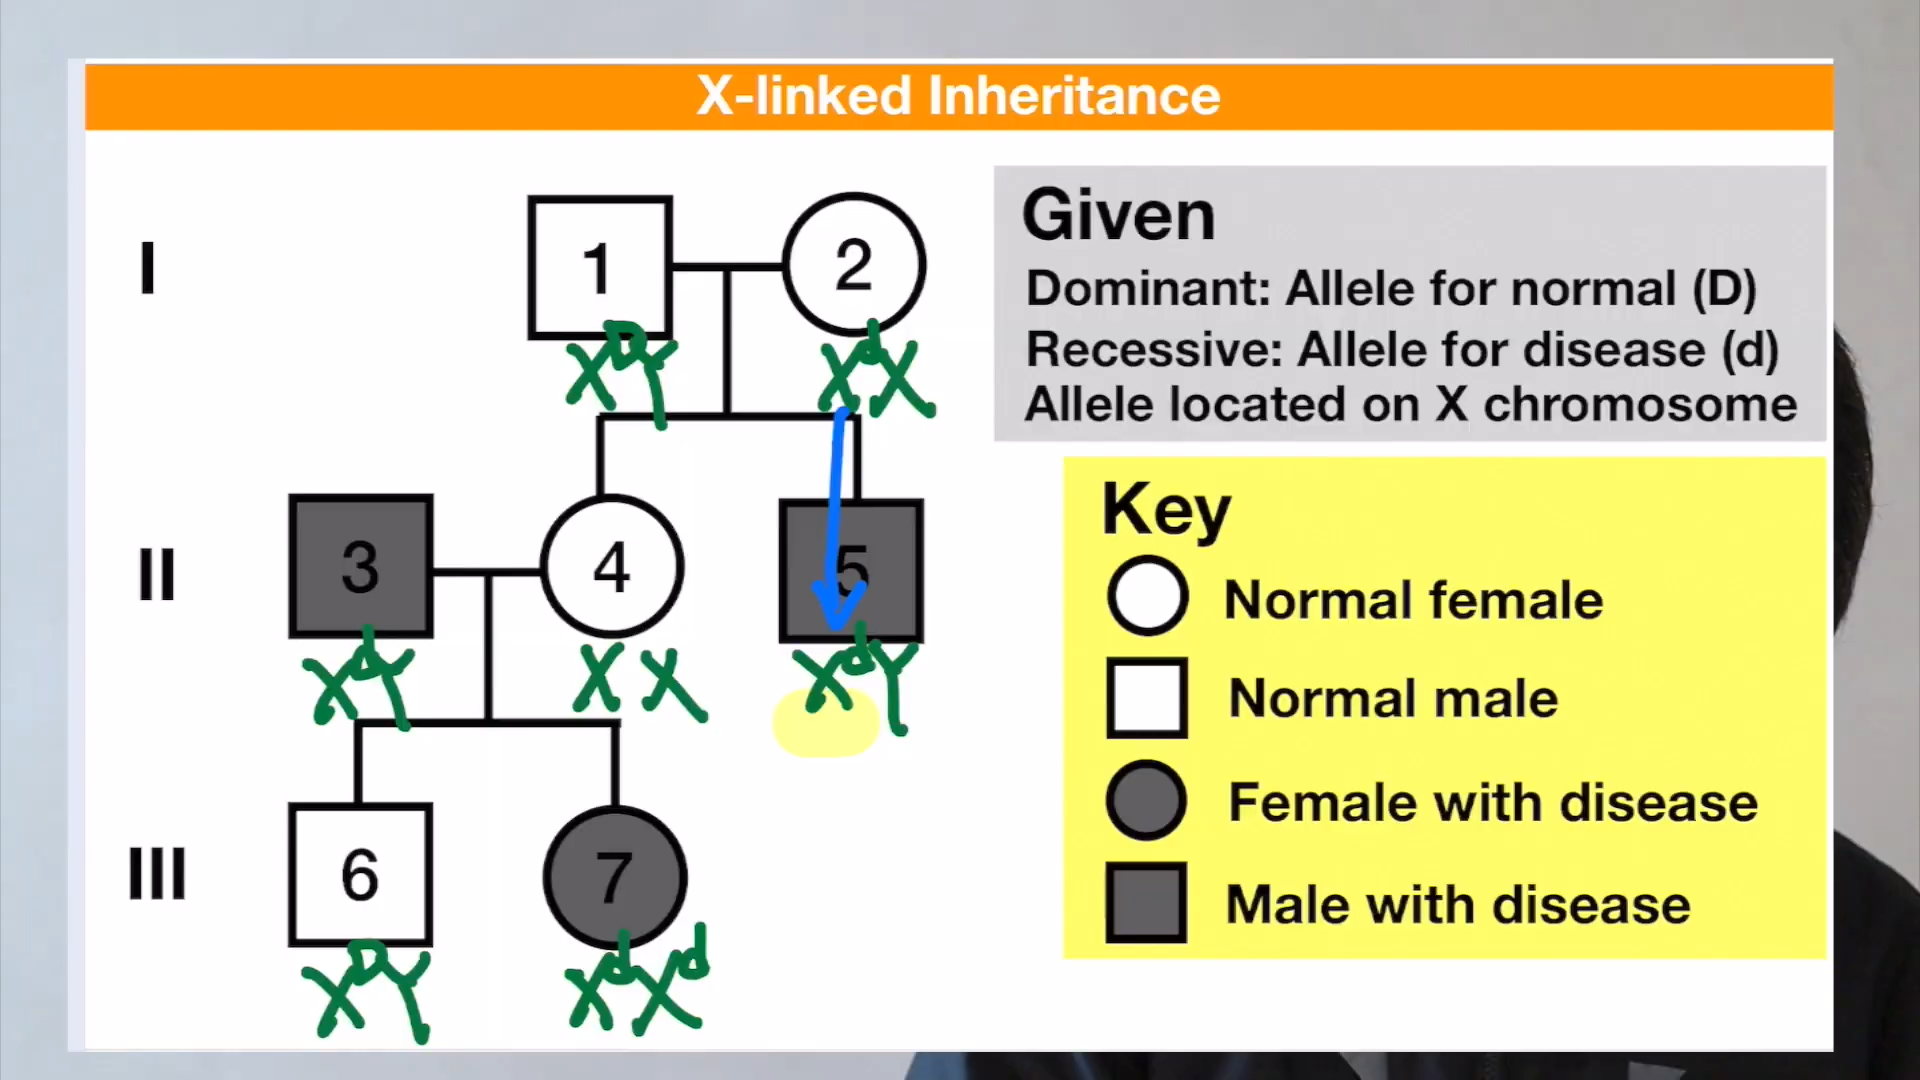 X-linked Inheritance
I
1
2
X^D Y
X^d X
II
3
4
5
X^d Y
X X
X^d Y
III
6
7
X^D Y
X^d X^d
Given
Dominant: Allele for normal (D)
Recessive: Allele for disease (d)
Allele located on X chromosome
Key
Normal female
Normal male
Female with disease
Male with disease